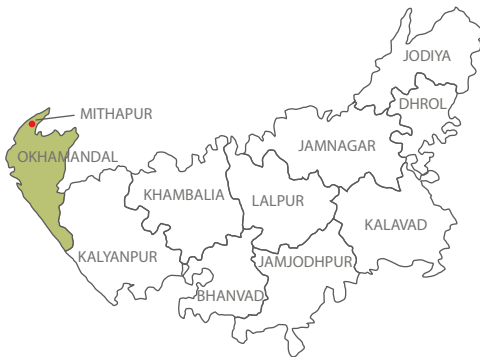 JODIYA
DHROL
MITHAPUR
JAMNAGAR
OKHAMANDAL
KHAMBALIA
LALPUR
KALAVAD
KALYANPUR
JAMJODHPUR
BHANVAD